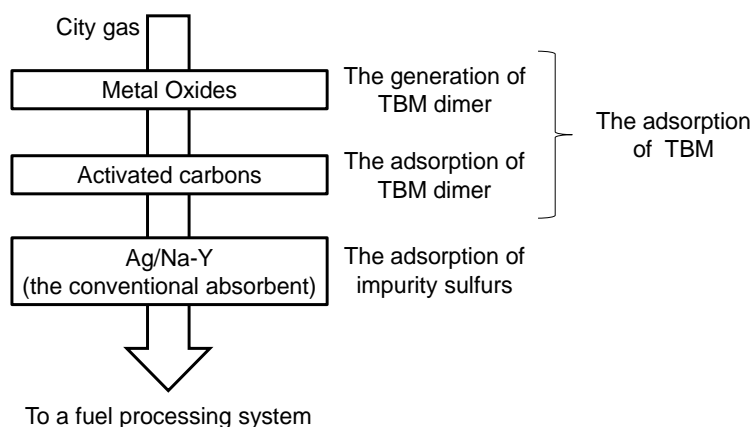 City gas
Metal Oxides
The generation of
TBM dimer
Activated carbons
The adsorption of
TBM dimer
The adsorption
of TBM
Ag/Na-Y
(the conventional absorbent)
The adsorption of
impurity sulfurs
To a fuel processing system